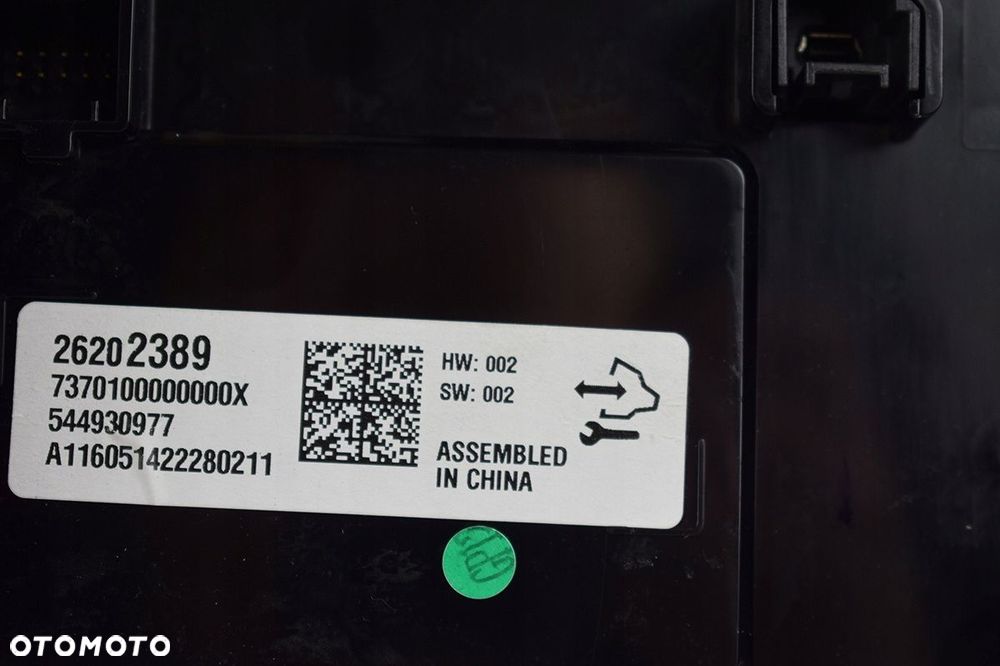 26202389
7370100000000X
544930977
A116051422280211
HW: 002
SW: 002
ASSEMBLED
IN CHINA
OTOMOTO